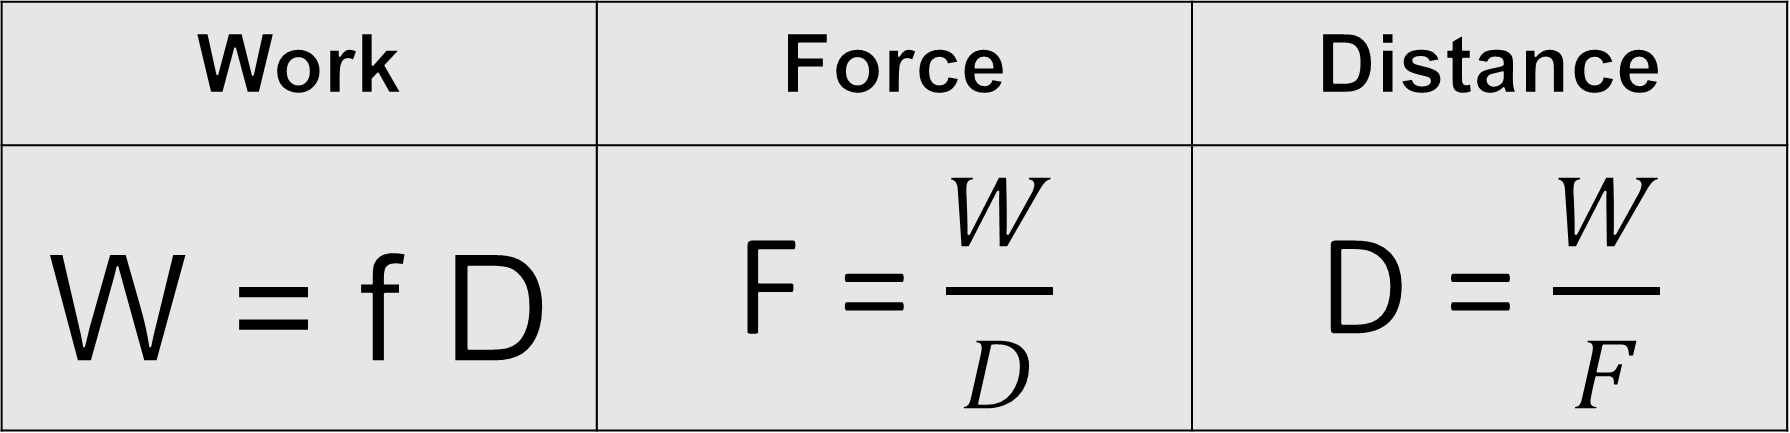 Work Force Distance
W = f D
F = W/D
D = W/F